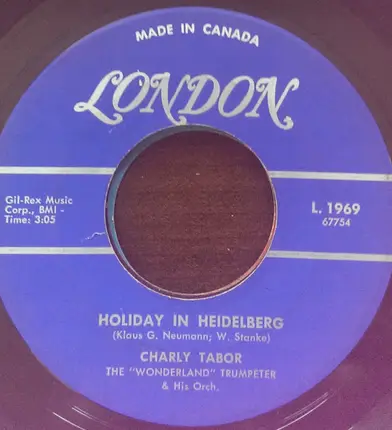 MADE IN CANADA
LONDON
Gil-Rex Music
Corp., BMI -
Time: 3:05
L. 1969
67754
HOLIDAY IN HEIDELBERG
(Klaus G. Neumann; W. Stanke)
CHARLY TABOR
THE "WONDERLAND" TRUMPETER
& His Orch.